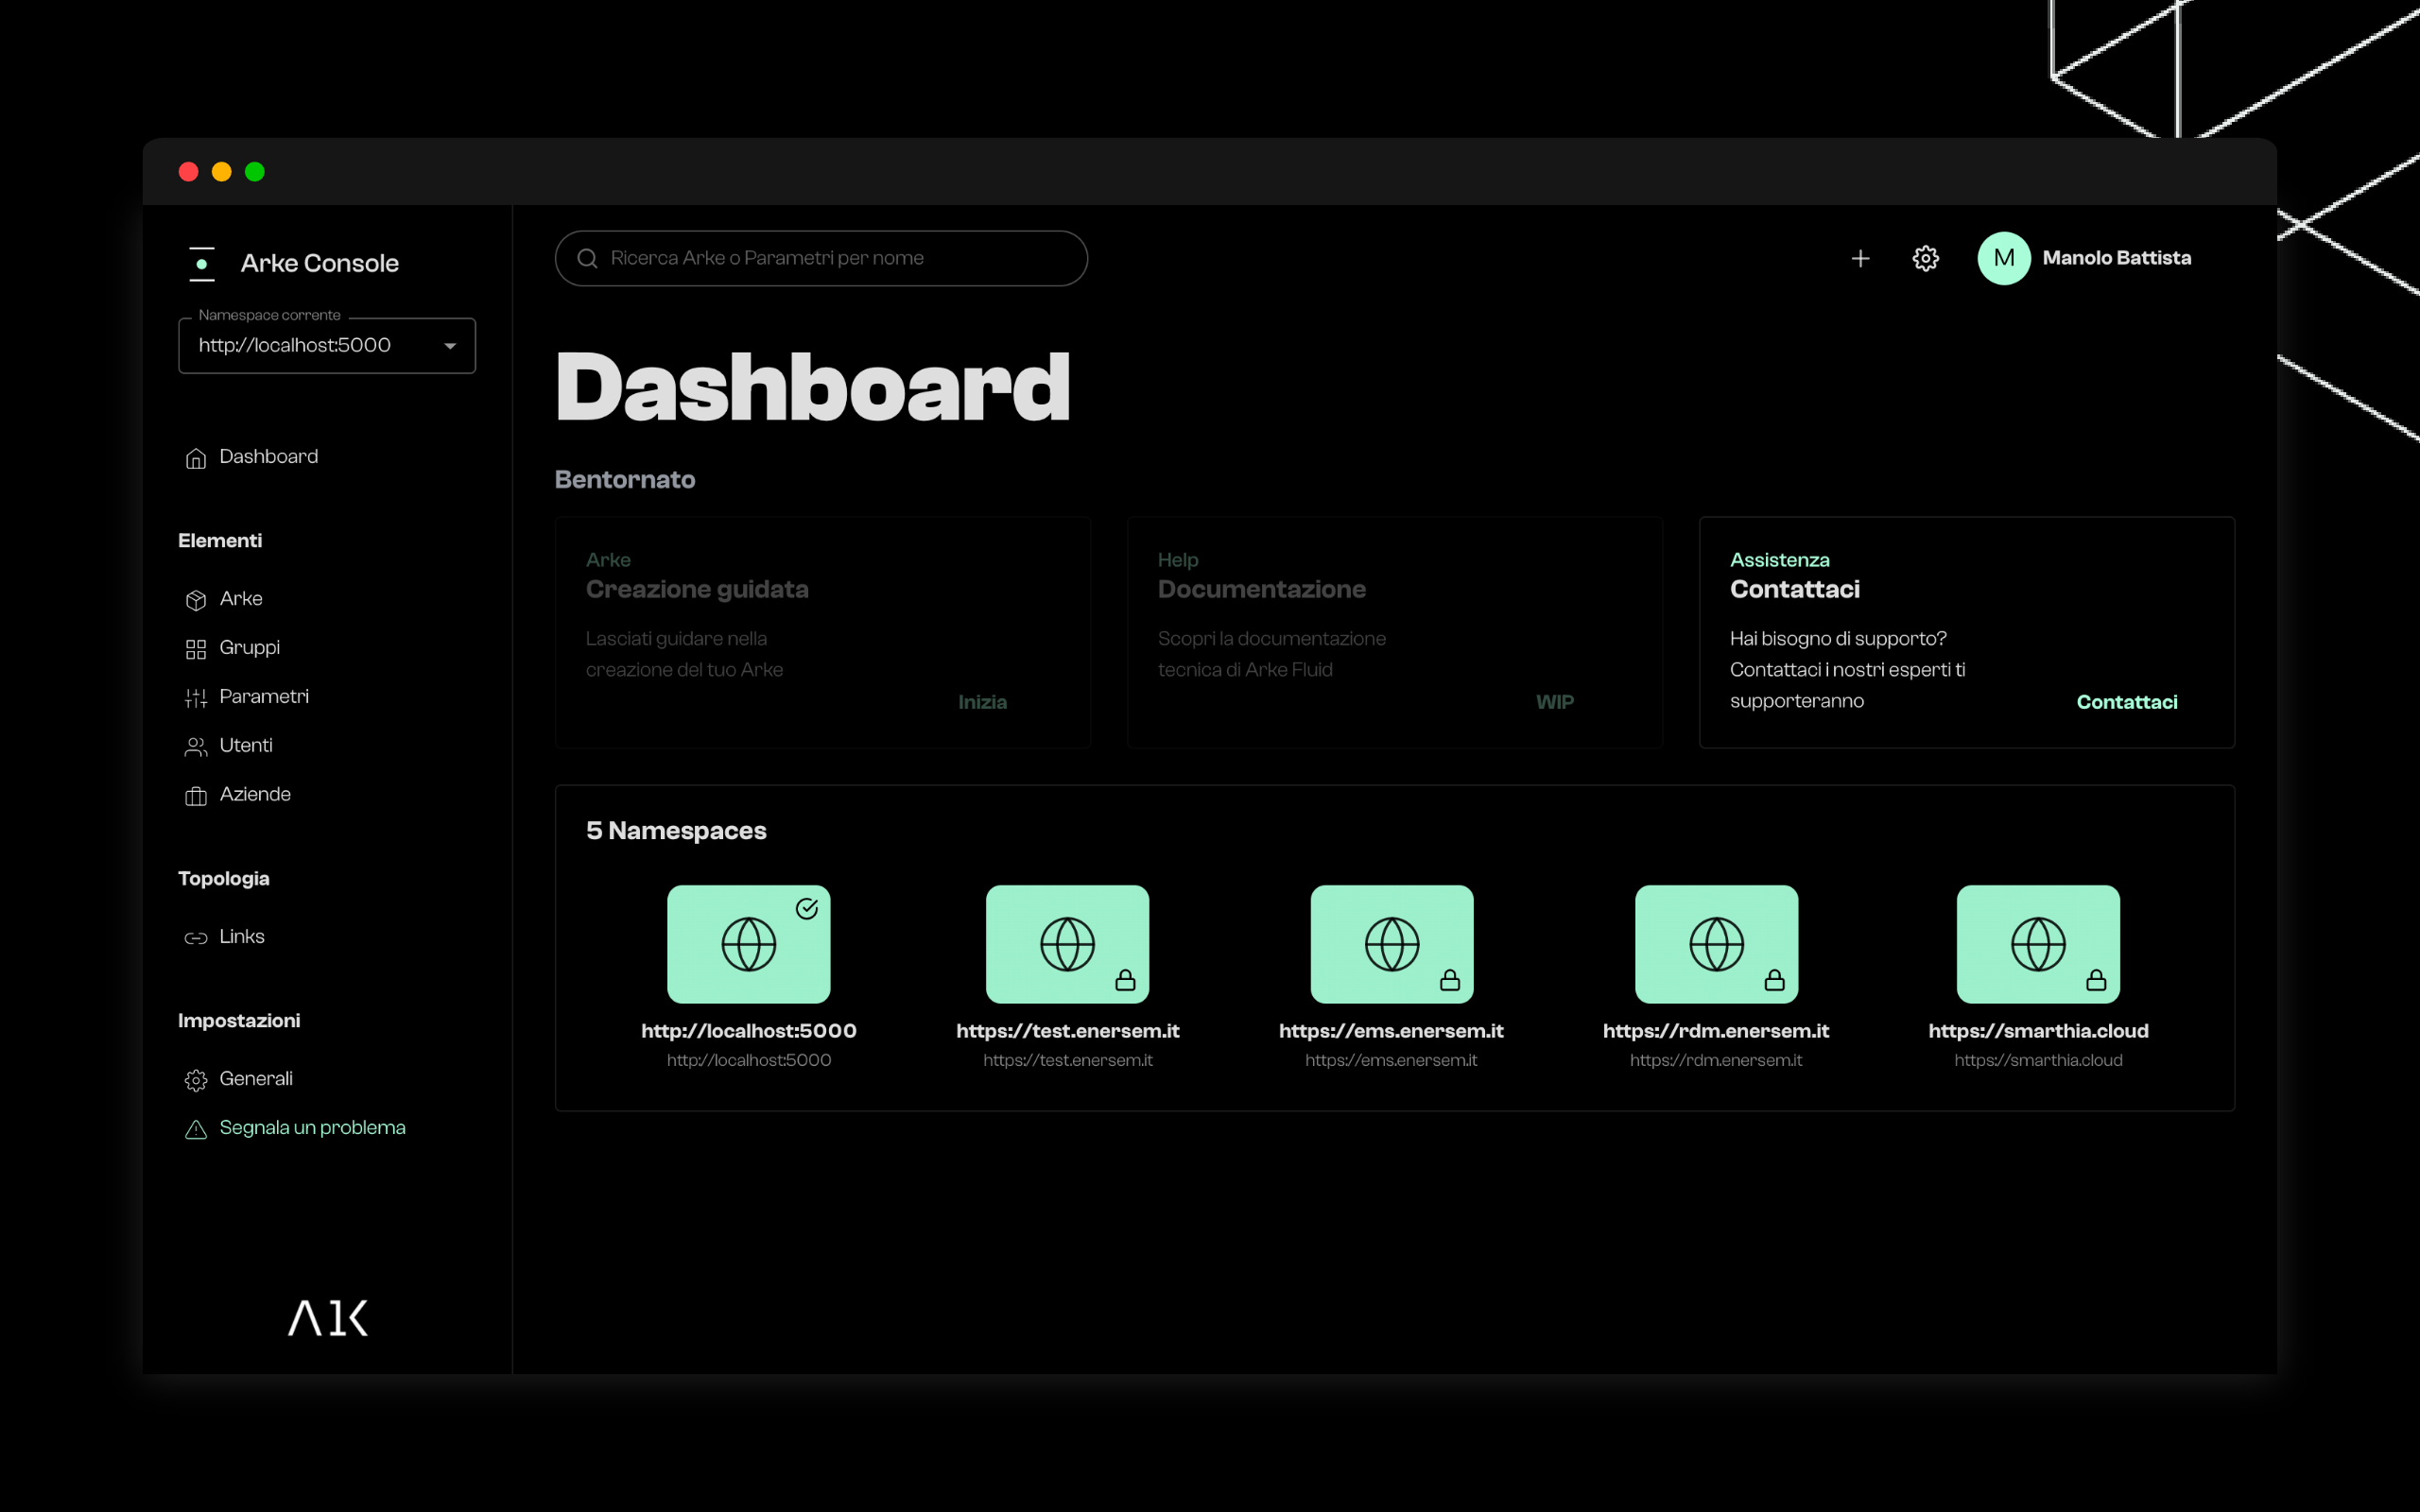 Arke Console
Namespace corrente
http://localhost:5000
Dashboard
Elementi
Arke
Gruppi
Parametri
Utenti
Aziende
Topologia
Links
Impostazioni
Generali
Segnala un problema
Ricerca Arke o Parametri per nome
M
Manolo Battista
Dashboard
Bentornato
Arke
Creazione guidata
Lasciati guidare nella
creazione del tuo Arke
Inizia
Help
Documentazione
Scopri la documentazione
tecnica di Arke Fluid
WIP
Assistenza
Contattaci
Hai bisogno di supporto?
Contattaci i nostri esperti ti
supporteranno
Contattaci
5 Namespaces
http://localhost:5000
http://localhost:5000
https://test.enersem.it
https://test.enersem.it
https://ems.enersem.it
https://ems.enersem.it
https://rdm.enersem.it
https://rdm.enersem.it
https://smarthia.cloud
https://smarthia.cloud